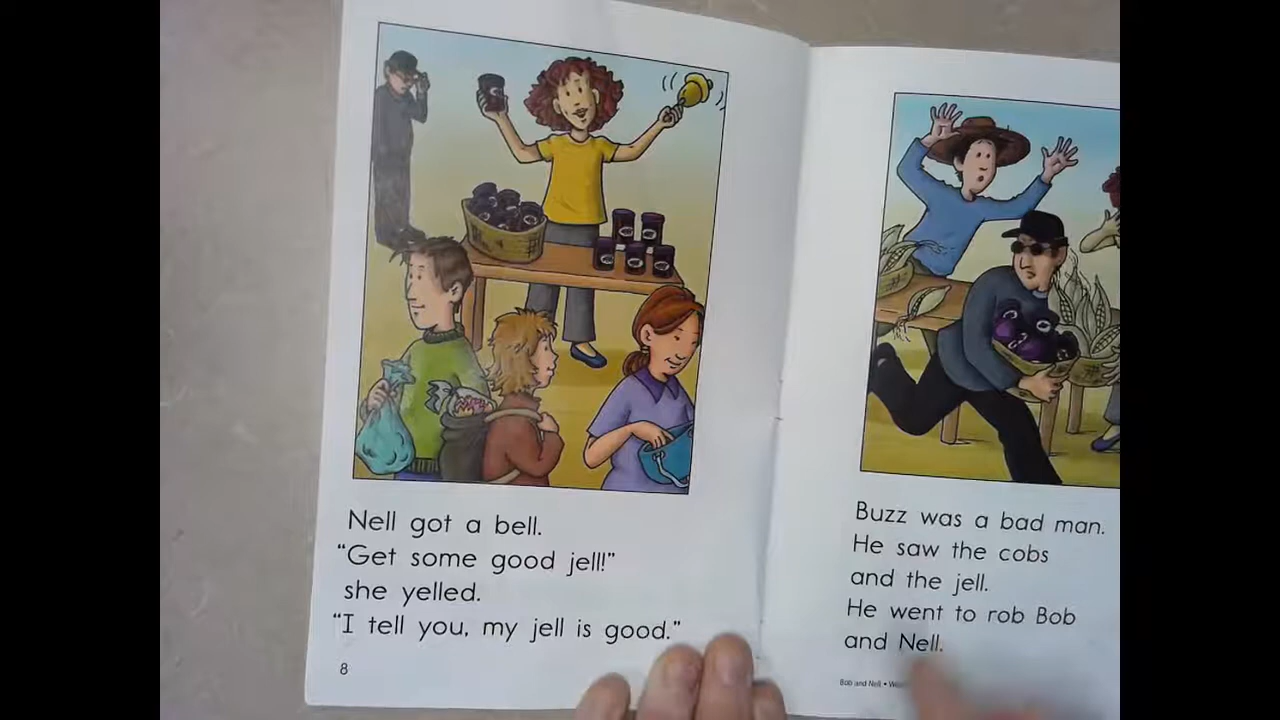 Nell got a bell.
"Get some good jell!"
she yelled.
"I tell you, my jell is good."
8
Buzz was a bad man.
He saw the cobs
and the jell.
He went to rob Bob
and Nell.
Bob and Nell •